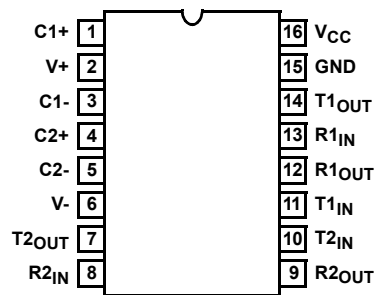 C1+ 1 16 VCC
V+ 2 15 GND
C1- 3 14 T1OUT
C2+ 4 13 R1IN
C2- 5 12 R1OUT
V- 6 11 T1IN
T2OUT 7 10 T2IN
R2IN 8 9 R2OUT